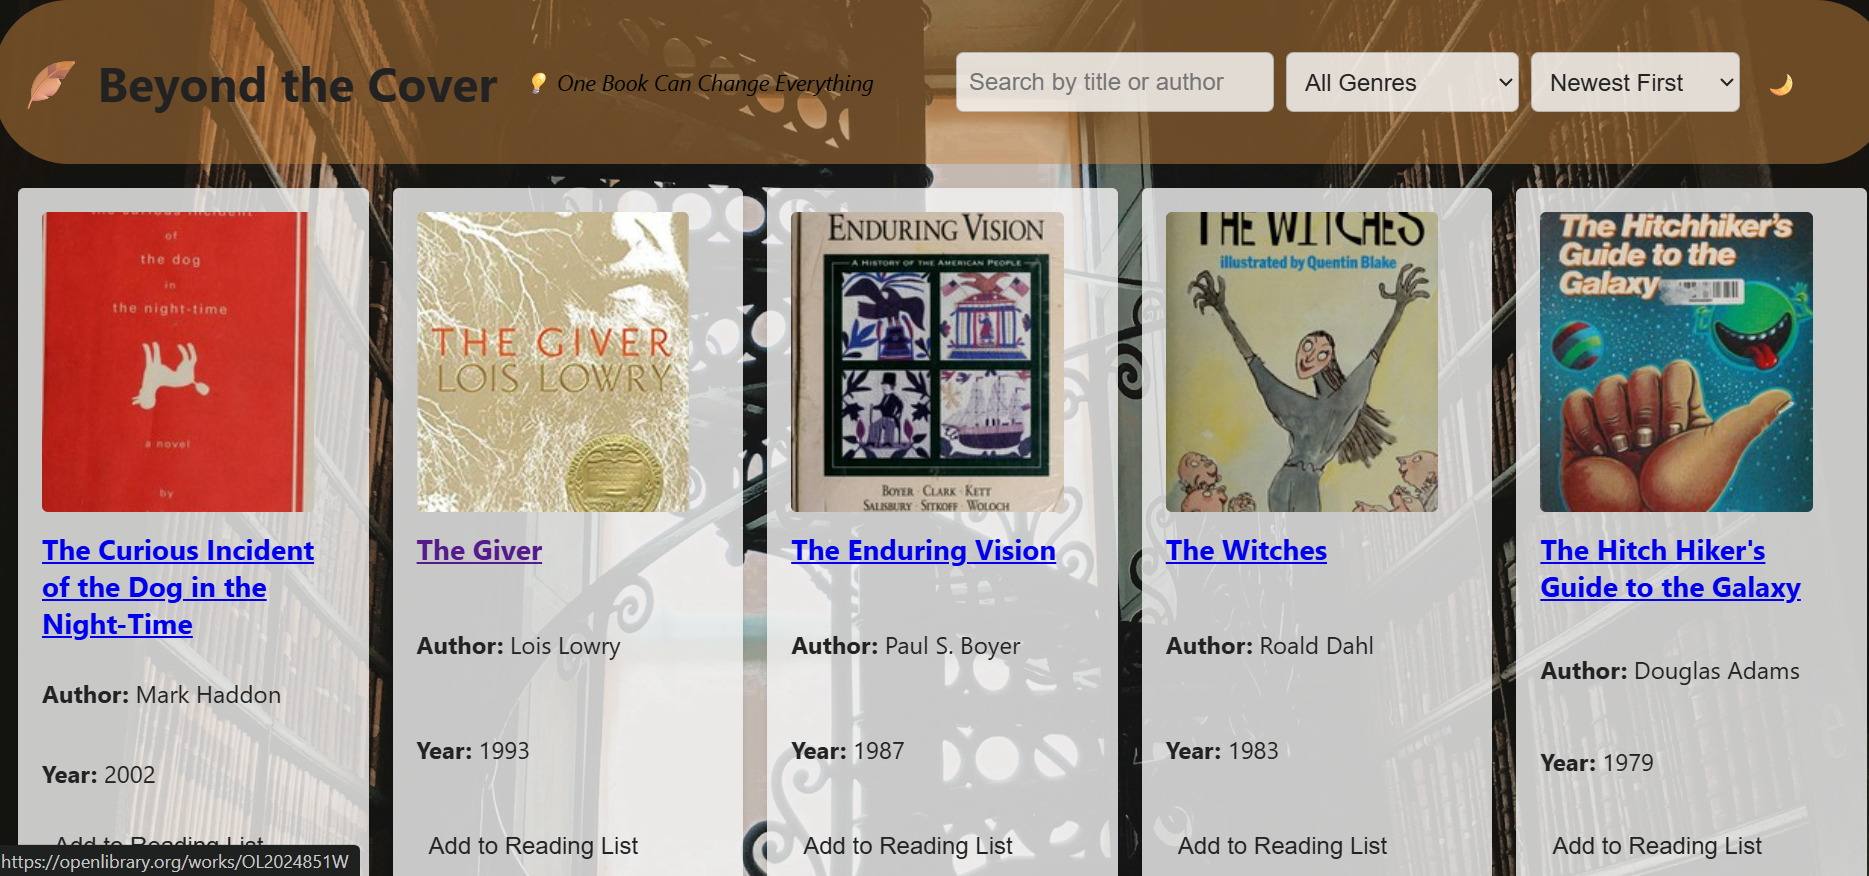 Beyond the Cover
One Book Can Change Everything
Search by title or author
All Genres
Newest First
The Curious Incident
of
the dog
in
the night-time
a novel
by
The Curious Incident
of the Dog in the
Night-Time
Author: Mark Haddon
Year: 2002
Add to Reading List
THE GIVER
LOIS LOWRY
The Giver
Author: Lois Lowry
Year: 1993
Add to Reading List
ENDURING VISION
A HISTORY OF THE AMERICAN PEOPLE
BOYER · CLARK · KETT
SALISBURY · SITKOFF · WOLOCH
The Enduring Vision
Author: Paul S. Boyer
Year: 1987
Add to Reading List
THE WITCHES
illustrated by Quentin Blake
The Witches
Author: Roald Dahl
Year: 1983
Add to Reading List
The Hitchhiker's
Guide to the
Galaxy
The Hitch Hiker's
Guide to the Galaxy
Author: Douglas Adams
Year: 1979
Add to Reading List
https://openlibrary.org/works/OL2024851W